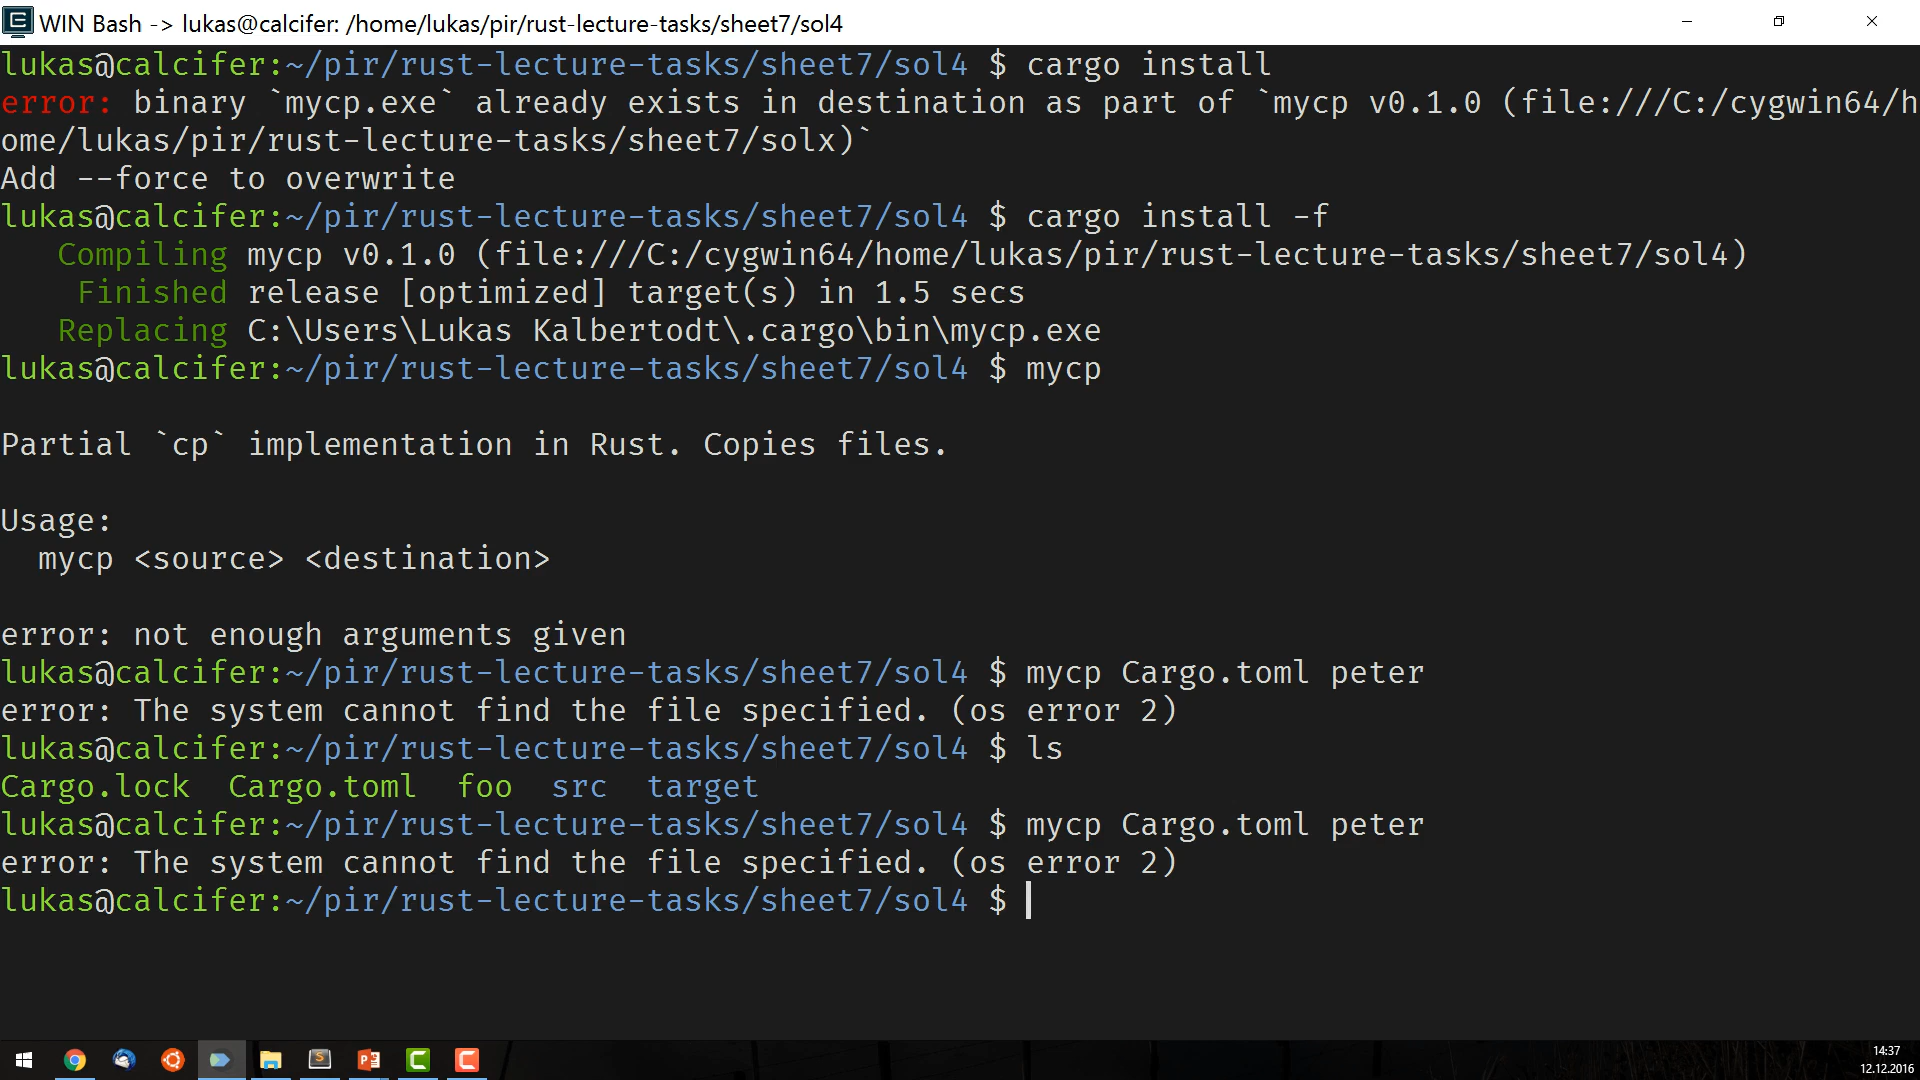 WIN Bash -> lukas@calcifer: /home/lukas/pir/rust-lecture-tasks/sheet7/sol4
lukas@calcifer:~/pir/rust-lecture-tasks/sheet7/sol4 $ cargo install
error: binary `mycp.exe` already exists in destination as part of `mycp v0.1.0 (file:///C:/cygwin64/h
ome/lukas/pir/rust-lecture-tasks/sheet7/solx)`
Add --force to overwrite
lukas@calcifer:~/pir/rust-lecture-tasks/sheet7/sol4 $ cargo install -f
   Compiling mycp v0.1.0 (file:///C:/cygwin64/home/lukas/pir/rust-lecture-tasks/sheet7/sol4)
    Finished release [optimized] target(s) in 1.5 secs
   Replacing C:\Users\Lukas Kalbertodt\.cargo\bin\mycp.exe
lukas@calcifer:~/pir/rust-lecture-tasks/sheet7/sol4 $ mycp
Partial `cp` implementation in Rust. Copies files.
Usage:
  mycp <source> <destination>
error: not enough arguments given
lukas@calcifer:~/pir/rust-lecture-tasks/sheet7/sol4 $ mycp Cargo.toml peter
error: The system cannot find the file specified. (os error 2)
lukas@calcifer:~/pir/rust-lecture-tasks/sheet7/sol4 $ ls
Cargo.lock  Cargo.toml  foo  src  target
lukas@calcifer:~/pir/rust-lecture-tasks/sheet7/sol4 $ mycp Cargo.toml peter
error: The system cannot find the file specified. (os error 2)
lukas@calcifer:~/pir/rust-lecture-tasks/sheet7/sol4 $
14:37
12.12.2016